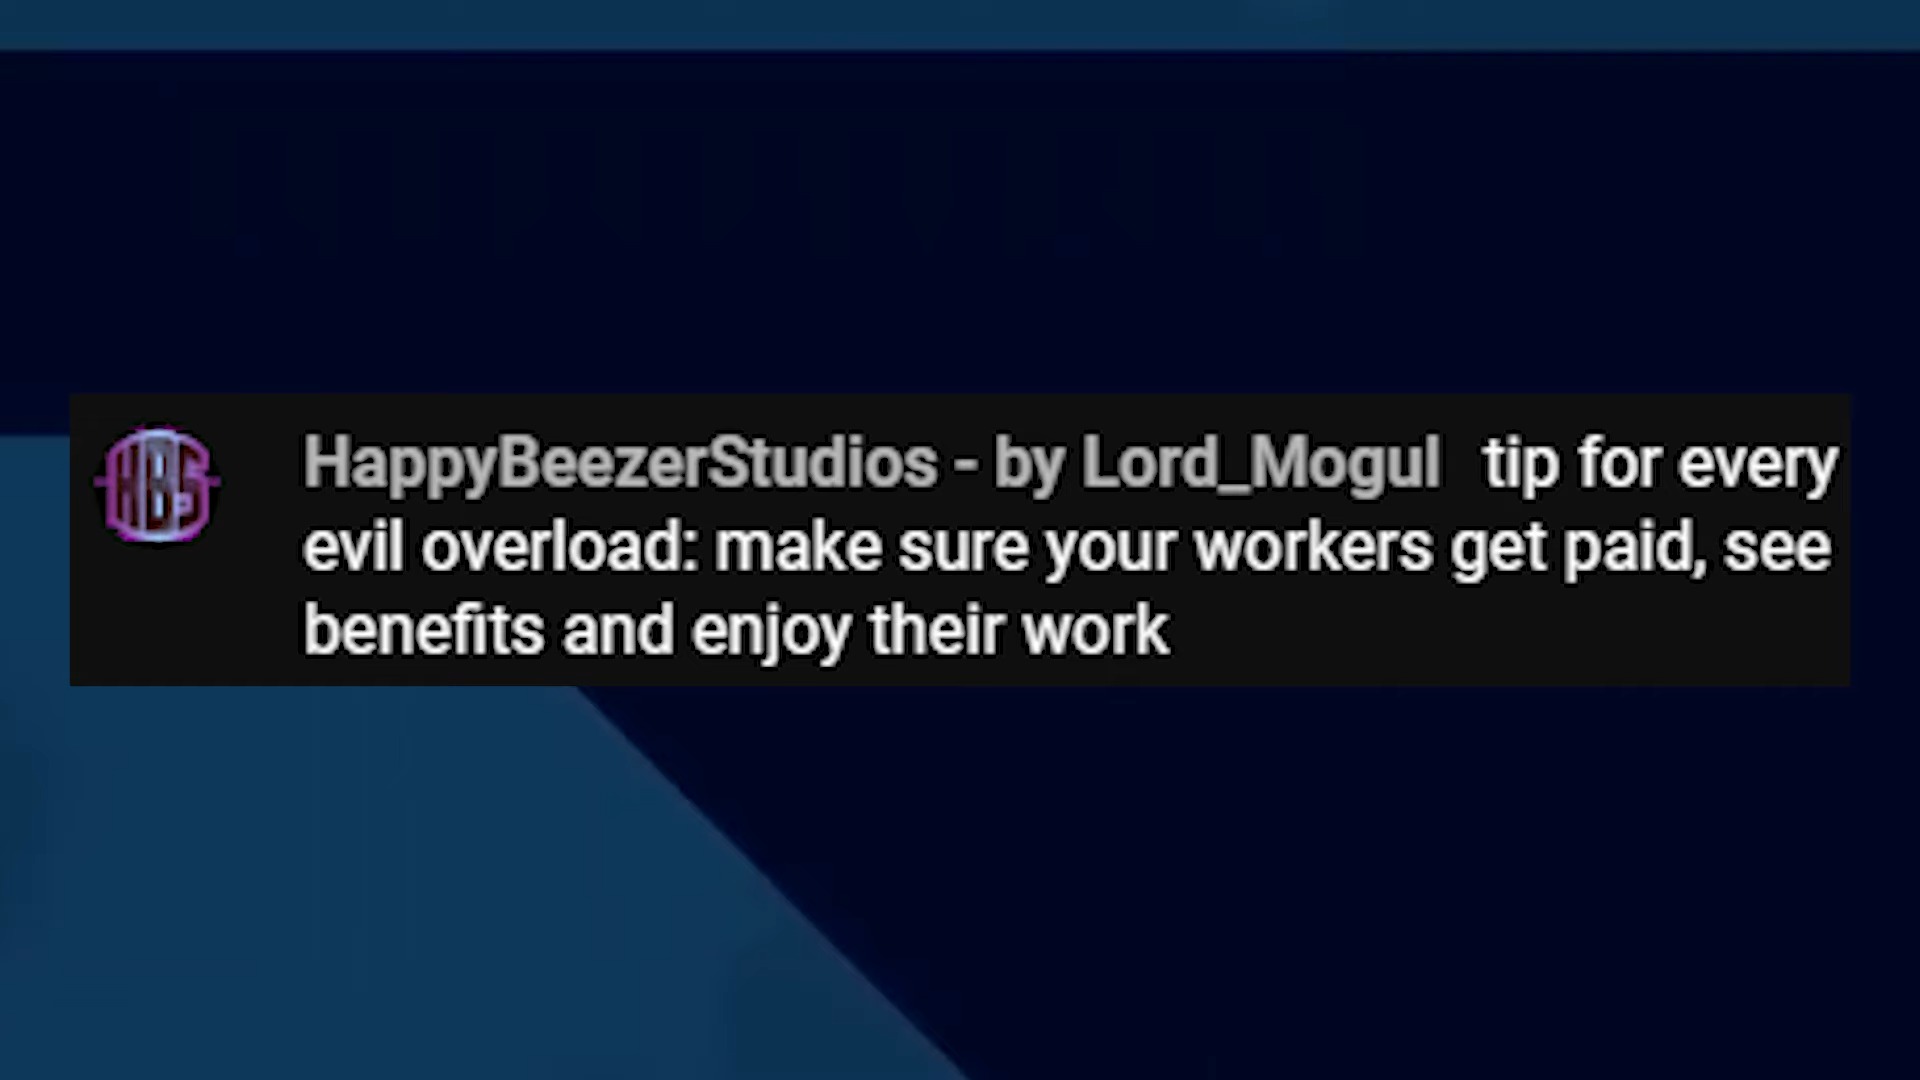 HBS
HappyBeezerStudios - by Lord_Mogul tip for every
evil overload: make sure your workers get paid, see
benefits and enjoy their work